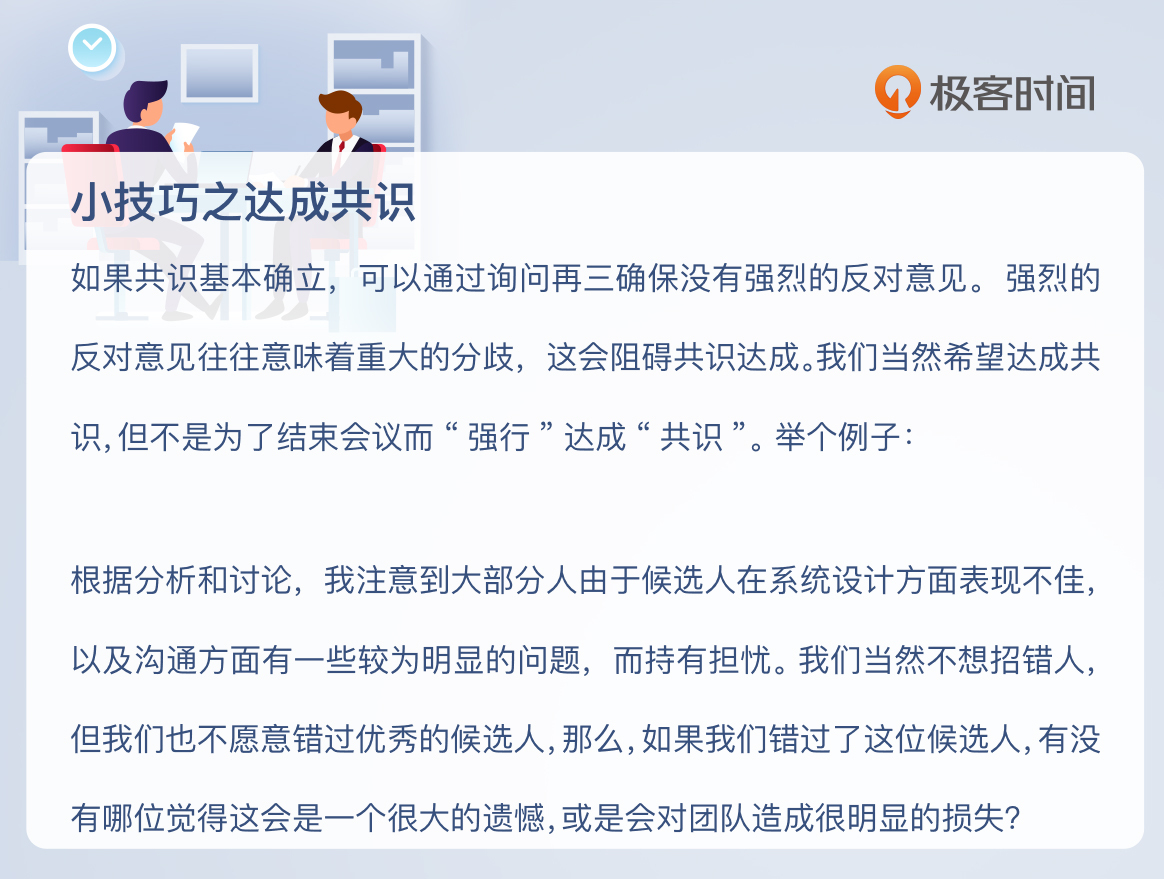 极客时间
小技巧之达成共识
如果共识基本确立，可以通过询问再三确保没有强烈的反对意见。 强烈的
反对意见往往意味着重大的分歧，这会阻碍共识达成。我们当然希望达成共
识，但不是为了结束会议而 “ 强行 ” 达成 “ 共识 ”。举个例子：
根据分析和讨论，我注意到大部分人由于候选人在系统设计方面表现不佳，
以及沟通方面有一些较为明显的问题，而持有担忧。我们当然不想招错人，
但我们也不愿意错过优秀的候选人，那么，如果我们错过了这位候选人，有没
有哪位觉得这会是一个很大的遗憾，或是会对团队造成很明显的损失？